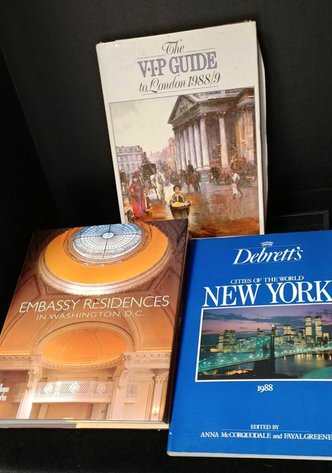 The
V·I·P GUIDE
to London 1988/9
EMBASSY RESIDENCES
IN WASHINGTON, D.C.
Debrett's
CITIES OF THE WORLD
NEW YORK
1988
EDITED BY
ANNA McCORQUODALE AND FAYAL GREENE